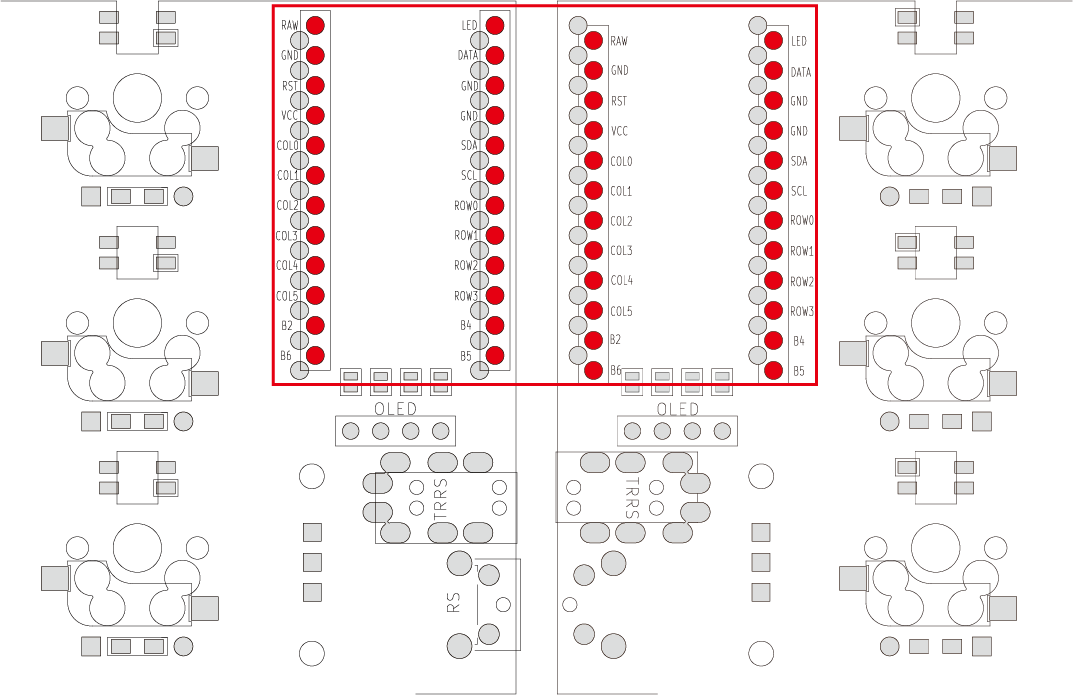 RAW LED
RAW LED
GND DATA
GND DATA
RST GND
RST GND
VCC GND
VCC GND
COL0 SDA
COL0 SDA
COL1 SCL
COL1 SCL
COL2 ROW0
COL2 ROW0
COL3 ROW1
COL3 ROW1
COL4 ROW2
COL4 ROW2
COL5 ROW3
COL5 ROW3
B2 B4
B2 B4
B6 B5
B6 B5
OLED OLED
TRRS TRRS
RS